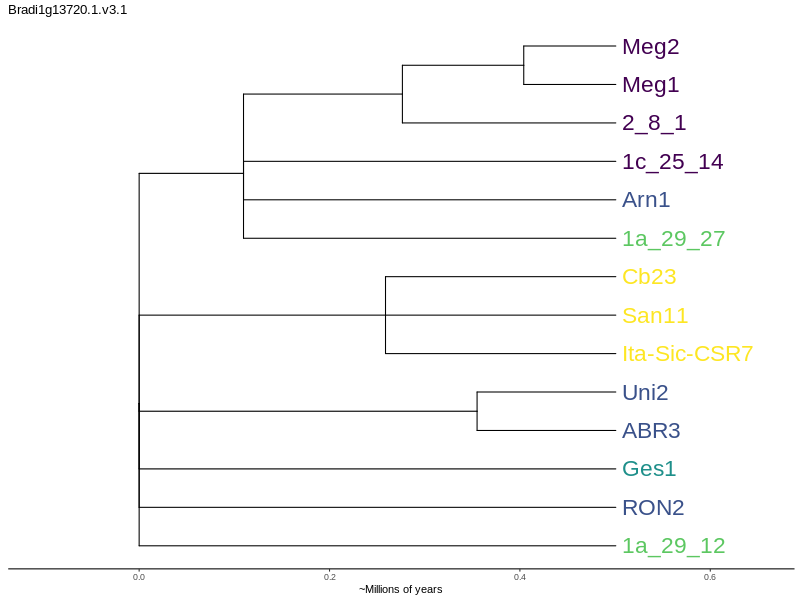 Bradi1g13720.1.v3.1
Meg2
Meg1
2_8_1
1c_25_14
Arn1
1a_29_27
Cb23
San11
Ita-Sic-CSR7
Uni2
ABR3
Ges1
RON2
1a_29_12
0.0 0.2 0.4 0.6
~Millions of years